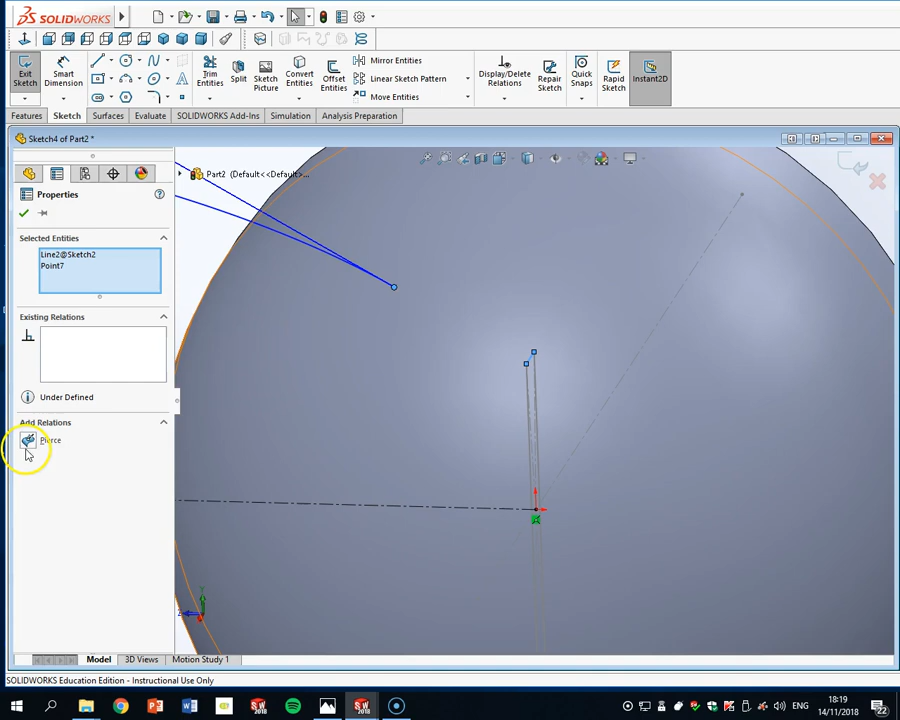 SOLIDWORKS
Exit Sketch
Smart Dimension
Trim Entities
Split
Sketch Picture
Convert Entities
Offset Entities
Mirror Entities
Linear Sketch Pattern
Move Entities
Display/Delete Relations
Repair Sketch
Quick Snaps
Rapid Sketch
Instant2D
Features
Sketch
Surfaces
Evaluate
SOLIDWORKS Add-Ins
Simulation
Analysis Preparation
Sketch4 of Part2 *
Part2 (Default<<Default>...
Properties
Selected Entities
Line2@Sketch2
Point7
Existing Relations
Under Defined
Add Relations
Pierce
Y
Z
Model
3D Views
Motion Study 1
SOLIDWORKS Education Edition - Instructional Use Only
ENG
18:19
14/11/2018
22